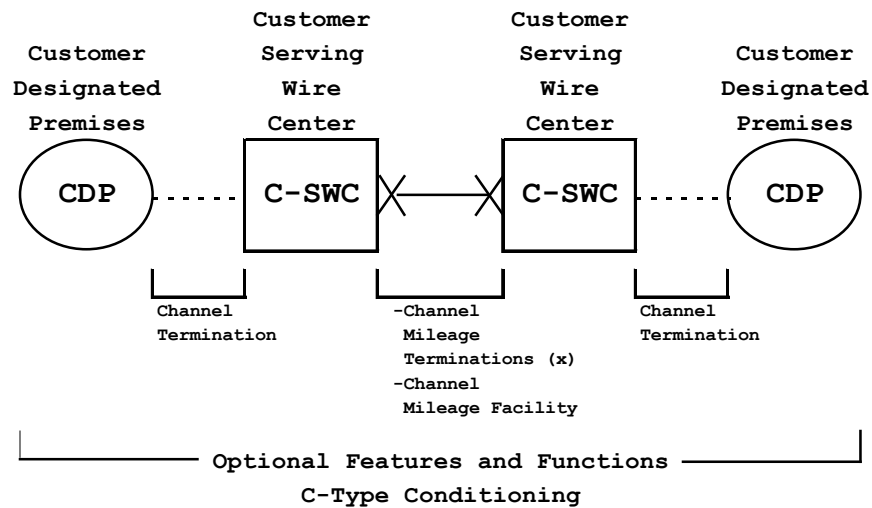 Customer
Serving
Wire
Center
Customer
Serving
Wire
Center
Customer
Designated
Premises
Customer
Designated
Premises
CDP
C-SWC
C-SWC
CDP
Channel
Termination
-Channel
Mileage
Terminations (x)
-Channel
Mileage Facility
Channel
Termination
Optional Features and Functions
C-Type Conditioning